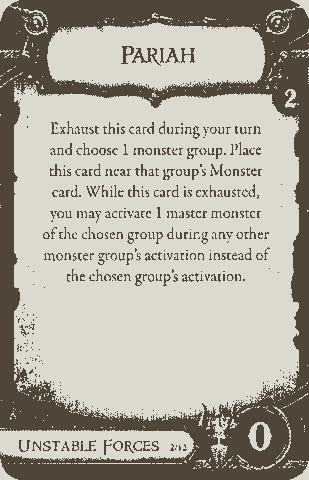 Pariah
2
Exhaust this card during your turn
and choose 1 monster group. Place
this card near that group's Monster
card. While this card is exhausted,
you may activate 1 master monster
of the chosen group during any other
monster group's activation instead of
the chosen group's activation.
Unstable Forces 2/12
0